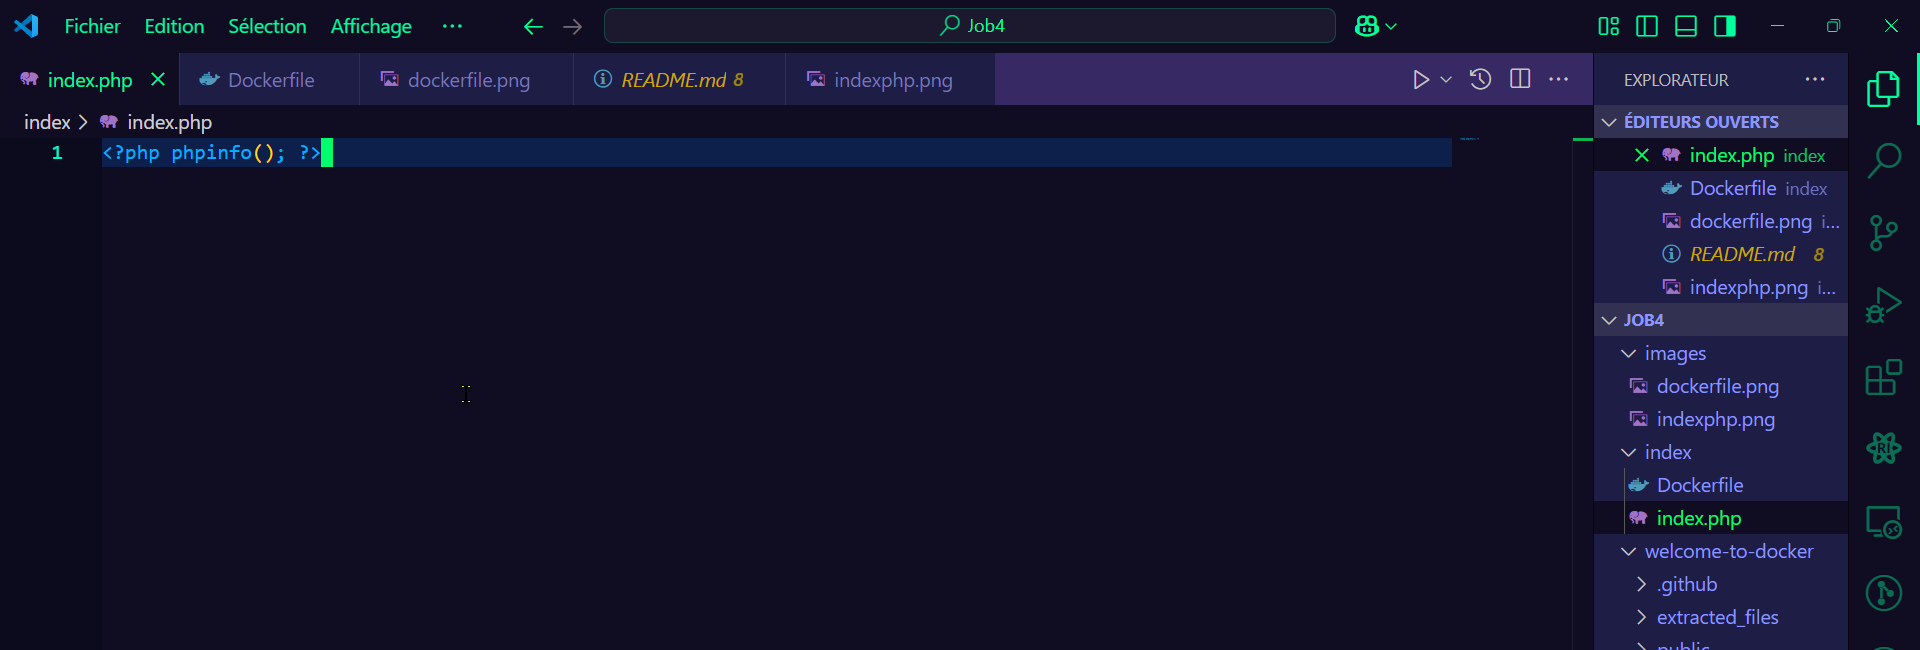 Fichier Edition Sélection Affichage ··· Job4
index.php Dockerfile dockerfile.png README.md 8 indexphp.png
index > index.php
1 <?php phpinfo(); ?>
EXPLORATEUR ···
ÉDITEURS OUVERTS
index.php index
Dockerfile index
dockerfile.png i...
README.md 8
indexphp.png i...
JOB4
images
dockerfile.png
indexphp.png
index
Dockerfile
index.php
welcome-to-docker
.github
extracted_files
public